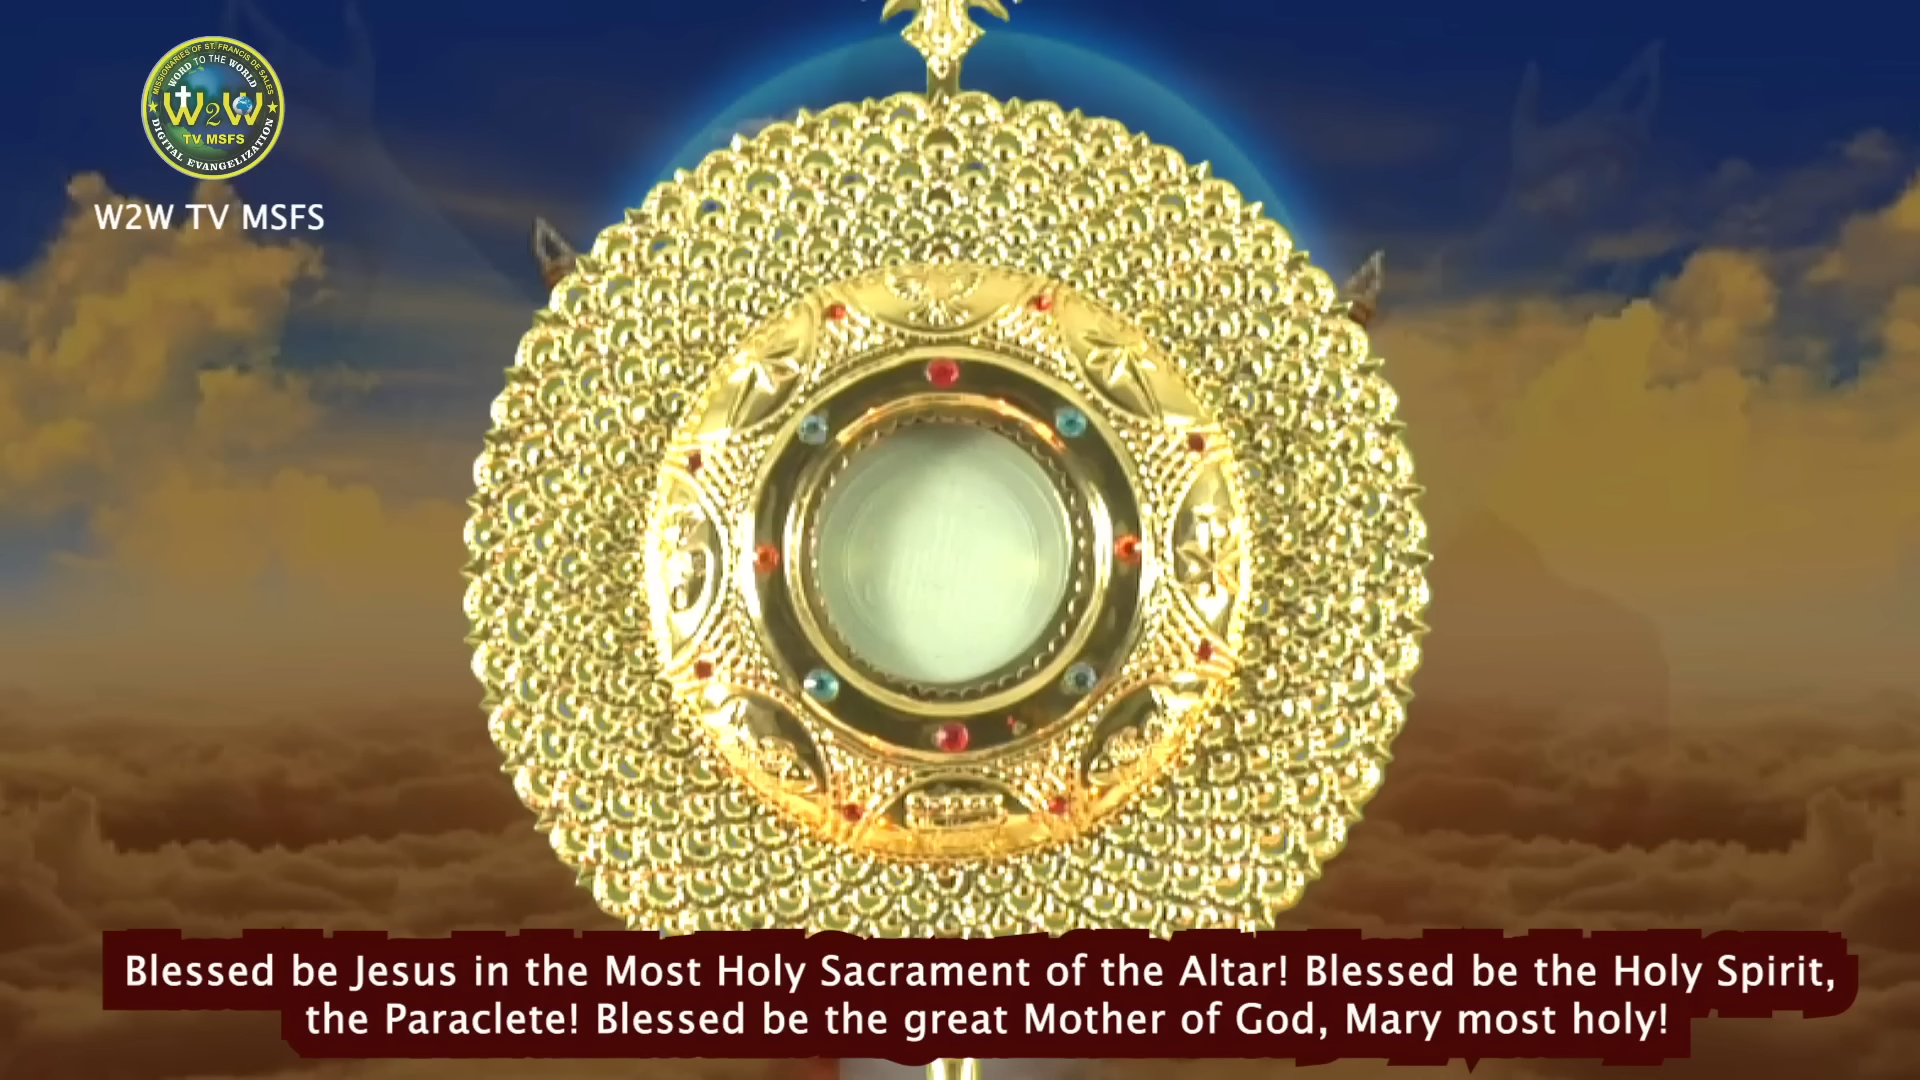 MISSIONARIES OF ST. FRANCIS DE SALES
WORD TO THE WORLD
W2W
TV MSFS
DIGITAL EVANGELIZATION
W2W TV MSFS
Blessed be Jesus in the Most Holy Sacrament of the Altar! Blessed be the Holy Spirit,
the Paraclete! Blessed be the great Mother of God, Mary most holy!